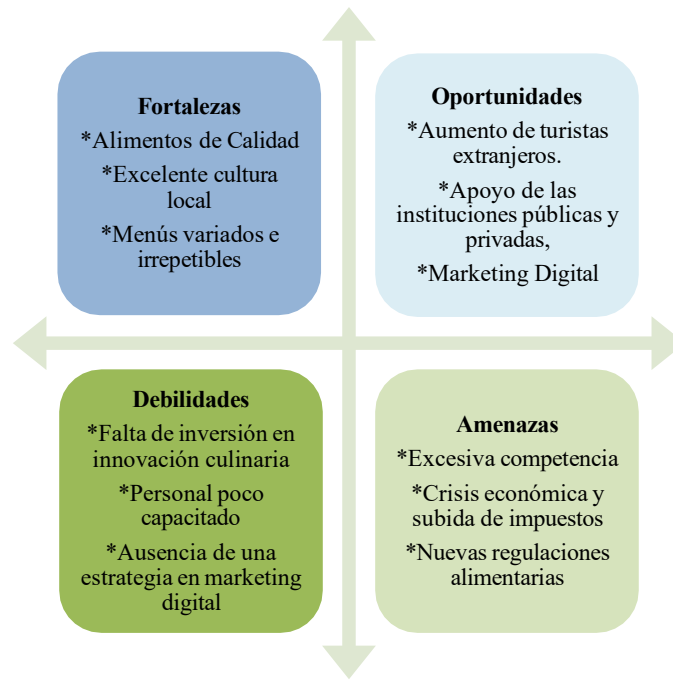 Fortalezas
*Alimentos de Calidad
*Excelente cultura
local
*Menús variados e
irrepetibles
Oportunidades
*Aumento de turistas
extranjeros.
*Apoyo de las
instituciones públicas y
privadas,
*Marketing Digital
Debilidades
*Falta de inversión en
innovación culinaria
*Personal poco
capacitado
*Ausencia de una
estrategia en marketing
digital
Amenazas
*Excesiva competencia
*Crisis económica y
subida de impuestos
*Nuevas regulaciones
alimentarias